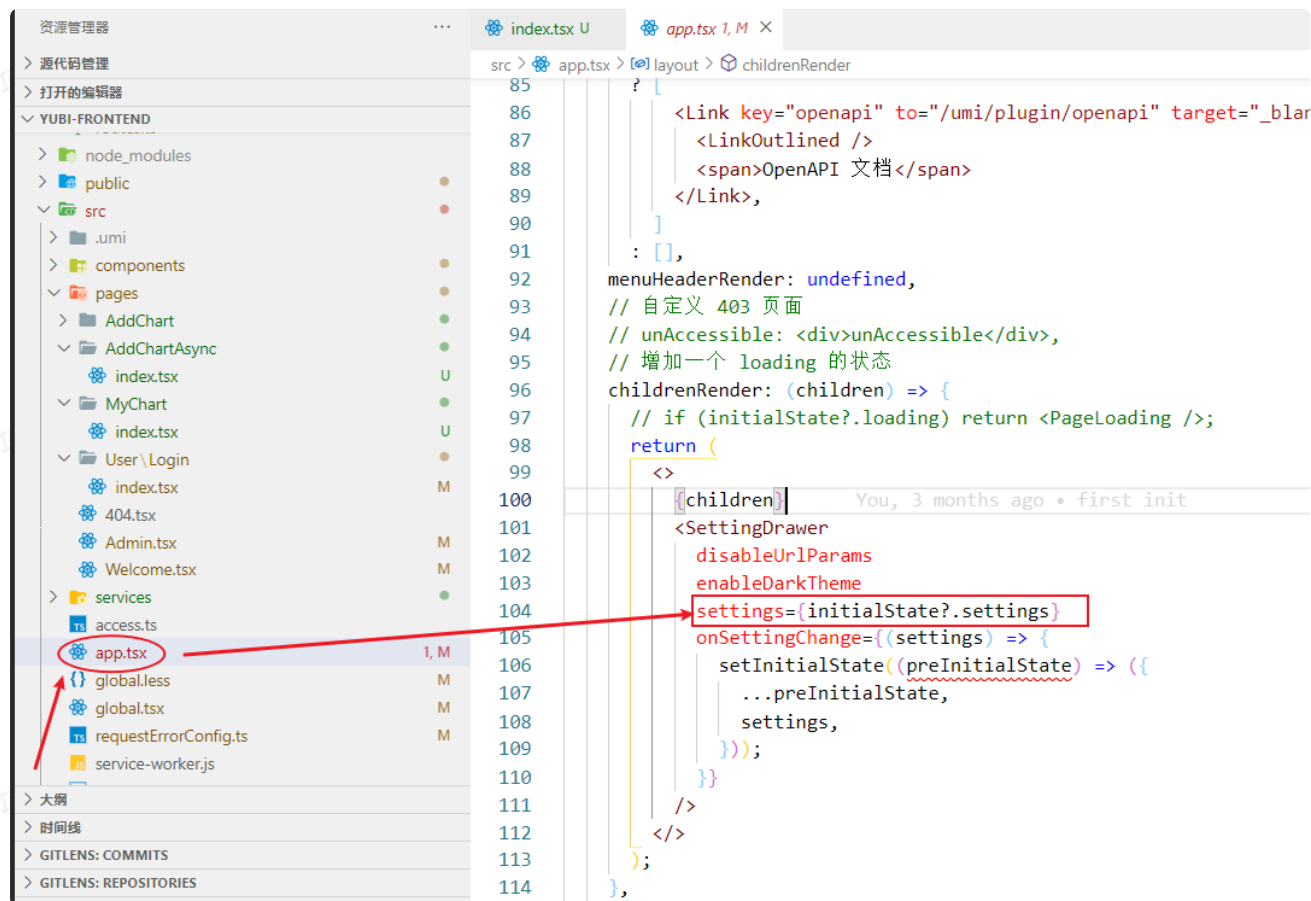 资源管理器
···
源代码管理
打开的编辑器
YUBI-FRONTEND
node_modules
public
src
.umi
components
pages
AddChart
AddChartAsync
index.tsx U
MyChart
index.tsx U
User\Login
index.tsx M
404.tsx
Admin.tsx M
Welcome.tsx M
services
access.ts
app.tsx 1, M
global.less M
global.tsx M
requestErrorConfig.ts M
service-worker.js
大纲
时间线
GITLENS: COMMITS
GITLENS: REPOSITORIES
index.tsx U
app.tsx 1, M
src > app.tsx > layout > childrenRender
85 ? [
86 <Link key="openapi" to="/umi/plugin/openapi" target="_blan
87 <LinkOutlined />
88 <span>OpenAPI 文档</span>
89 </Link>,
90 ]
91 : [],
92 menuHeaderRender: undefined,
93 // 自定义 403 页面
94 // unAccessible: <div>unAccessible</div>,
95 // 增加一个 loading 的状态
96 childrenRender: (children) => {
97 // if (initialState?.loading) return <PageLoading />;
98 return (
99 <>
100 {children} You, 3 months ago • first init
101 <SettingDrawer
102 disableUrlParams
103 enableDarkTheme
104 settings={initialState?.settings}
105 onSettingChange={(settings) => {
106 setInitialState((preInitialState) => ({
107 ...preInitialState,
108 settings,
109 }));
110 }}
111 />
112 </>
113 );
114 },